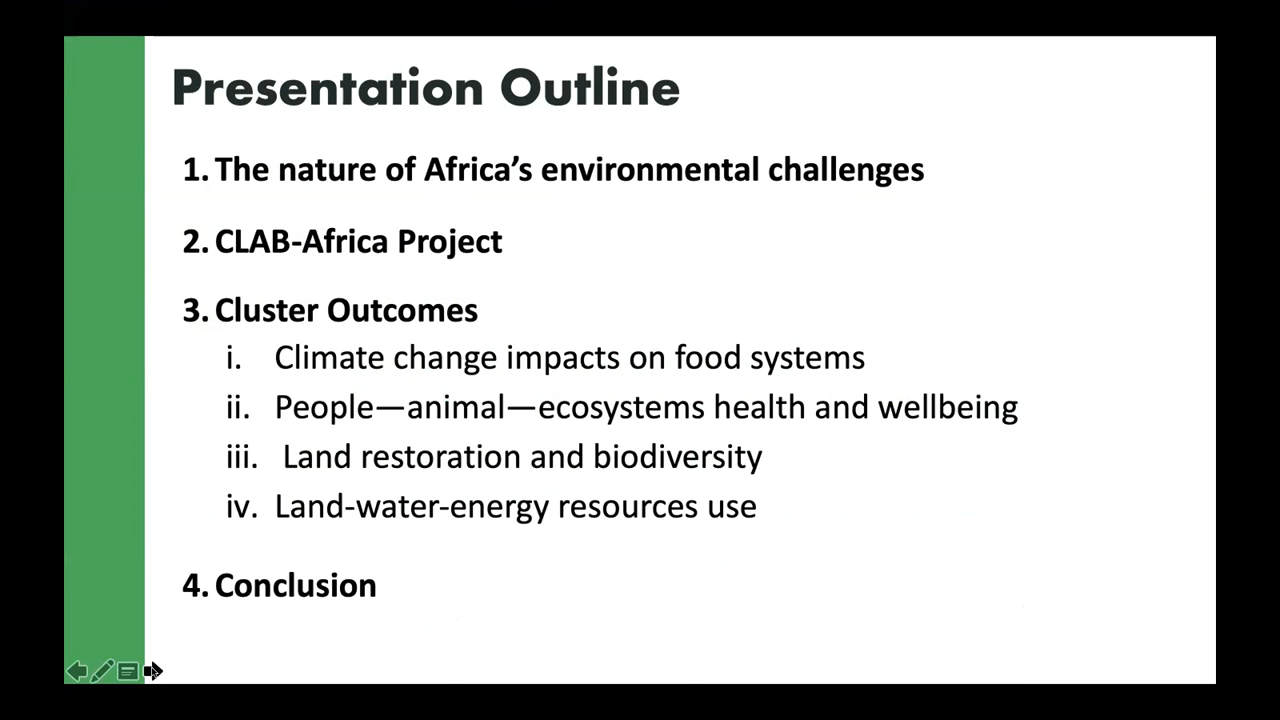 Presentation Outline
1. The nature of Africa’s environmental challenges
2. CLAB-Africa Project
3. Cluster Outcomes
i. Climate change impacts on food systems
ii. People—animal—ecosystems health and wellbeing
iii. Land restoration and biodiversity
iv. Land-water-energy resources use
4. Conclusion